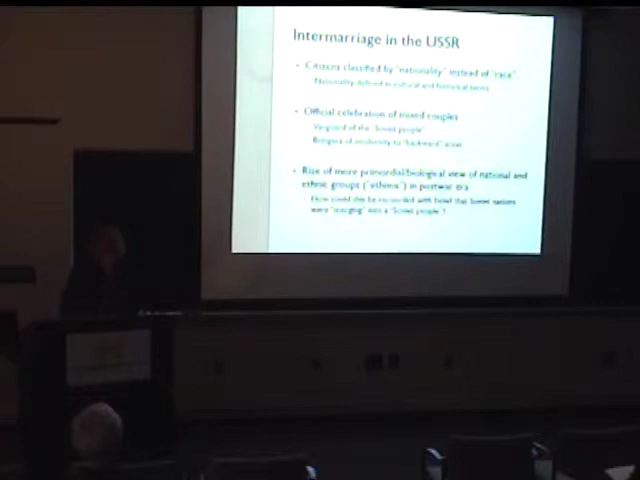 Intermarriage in the USSR
• Citizens classified by "nationality" instead of "race"
Nationality defined in cultural and historical terms
• Official celebration of mixed couples
Vanguard of the "Soviet people"
Bringers of modernity to "backward" areas
• Rise of more primordial/biological view of national and
ethnic groups ("ethnos") in postwar era
How could this be reconciled with belief that Soviet nations
were "merging" into a "Soviet people"?